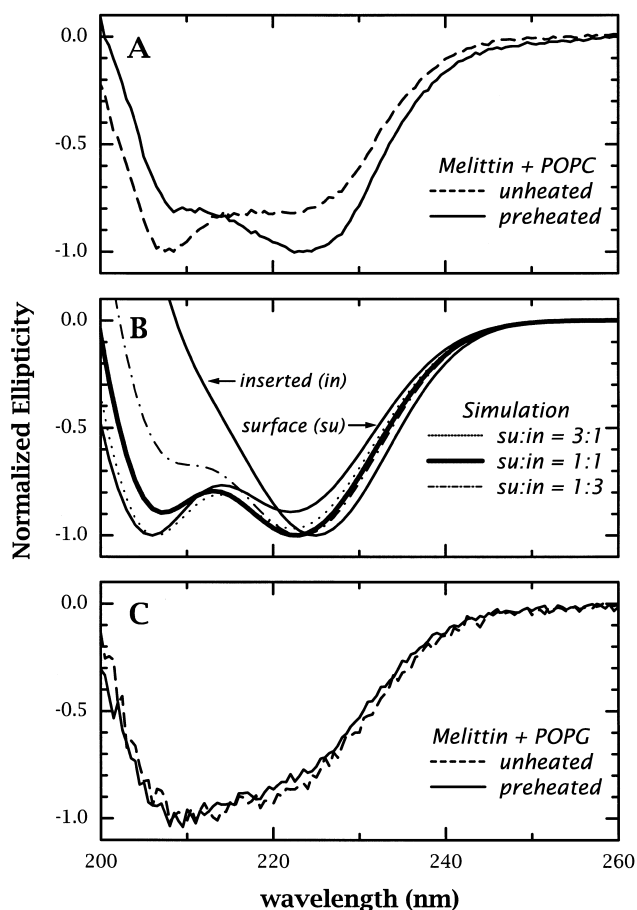 0.0
-0.5
-1.0
A
Melittin + POPC
unheated
preheated
Normalized Ellipticity
0.0
-0.5
-1.0
B
inserted (in)
surface (su)
Simulation
su:in = 3:1
su:in = 1:1
su:in = 1:3
0.0
-0.5
-1.0
C
Melittin + POPG
unheated
preheated
200
220
240
260
wavelength (nm)